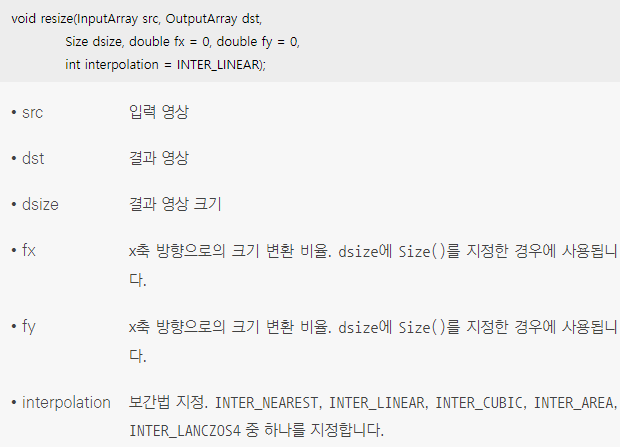 void resize(InputArray src, OutputArray dst,
Size dsize, double fx = 0, double fy = 0,
int interpolation = INTER_LINEAR);
• src 입력 영상
• dst 결과 영상
• dsize 결과 영상 크기
• fx x축 방향으로의 크기 변환 비율. dsize에 Size()를 지정한 경우에 사용됩니
다.
• fy x축 방향으로의 크기 변환 비율. dsize에 Size()를 지정한 경우에 사용됩니
다.
• interpolation 보간법 지정. INTER_NEAREST, INTER_LINEAR, INTER_CUBIC, INTER_AREA,
INTER_LANCZOS4 중 하나를 지정합니다.